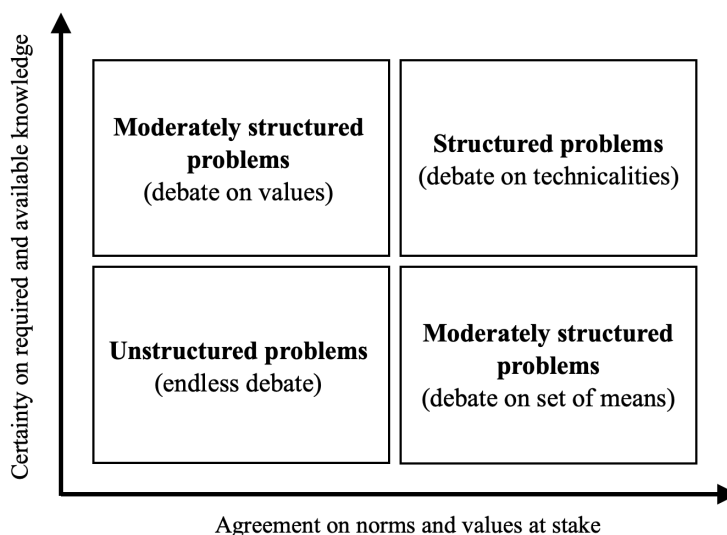 Certainty on required and available knowledge
Moderately structured
problems
(debate on values)
Structured problems
(debate on technicalities)
Unstructured problems
(endless debate)
Moderately structured
problems
(debate on set of means)
Agreement on norms and values at stake